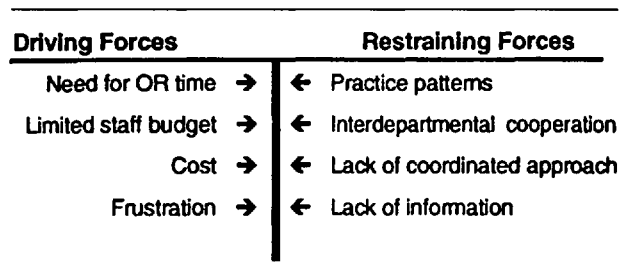 Driving Forces Restraining Forces
Need for OR time → ← Practice patterns
Limited staff budget → ← Interdepartmental cooperation
Cost → ← Lack of coordinated approach
Frustration → ← Lack of information